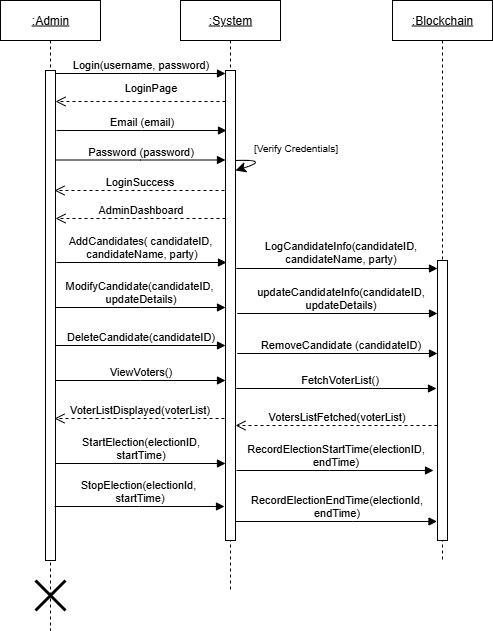 :Admin
:System
:Blockchain
Login(username, password)
LoginPage
Email (email)
Password (password)
[Verify Credentials]
LoginSuccess
AdminDashboard
AddCandidates( candidateID,
candidateName, party)
LogCandidateInfo(candidateID,
candidateName, party)
ModifyCandidate(candidateID,
updateDetails)
updateCandidateInfo(candidateID,
updateDetails)
DeleteCandidate(candidateID)
RemoveCandidate (candidateID)
ViewVoters()
FetchVoterList()
VoterListDisplayed(voterList)
VotersListFetched(voterList)
StartElection(electionID,
startTime)
RecordElectionStartTime(electionID,
endTime)
StopElection(electionId,
startTime)
RecordElectionEndTime(electionId,
endTime)